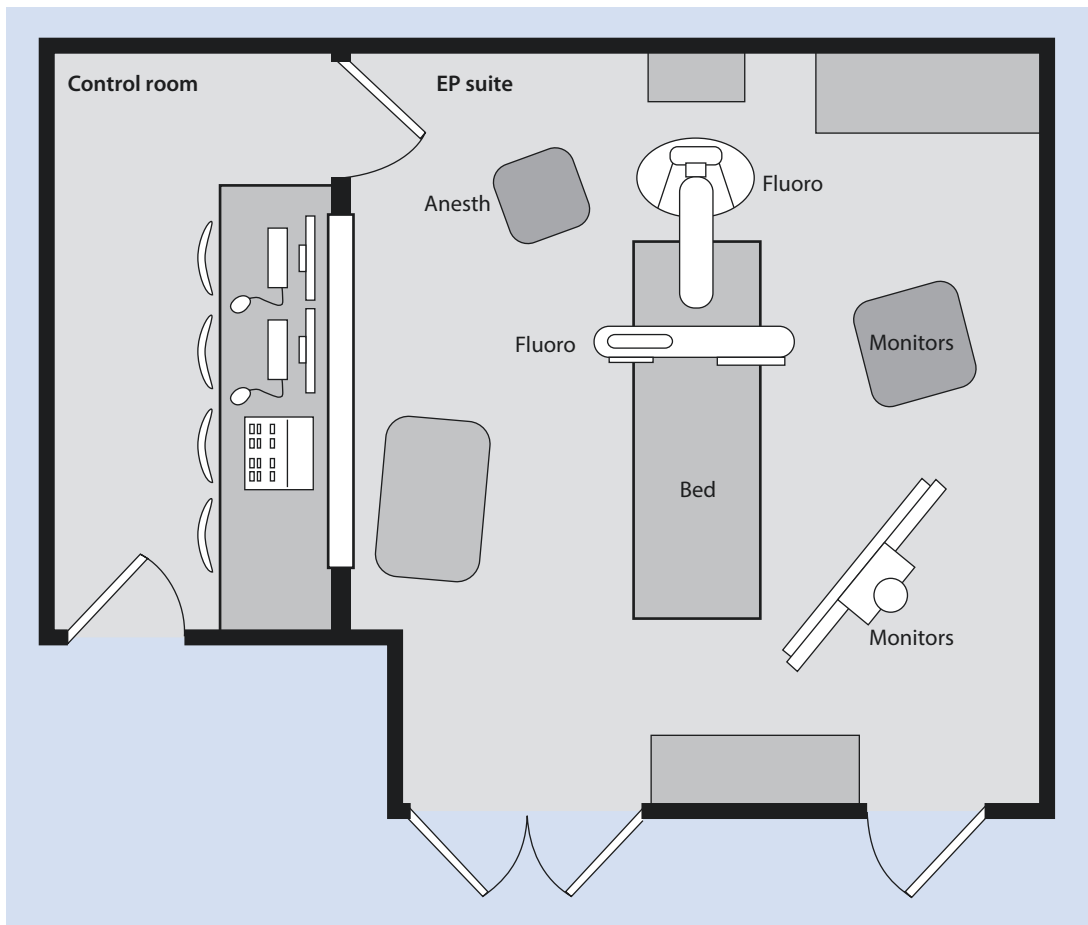 Control room
EP suite
Anesth
Fluoro
Fluoro
Monitors
Bed
Monitors